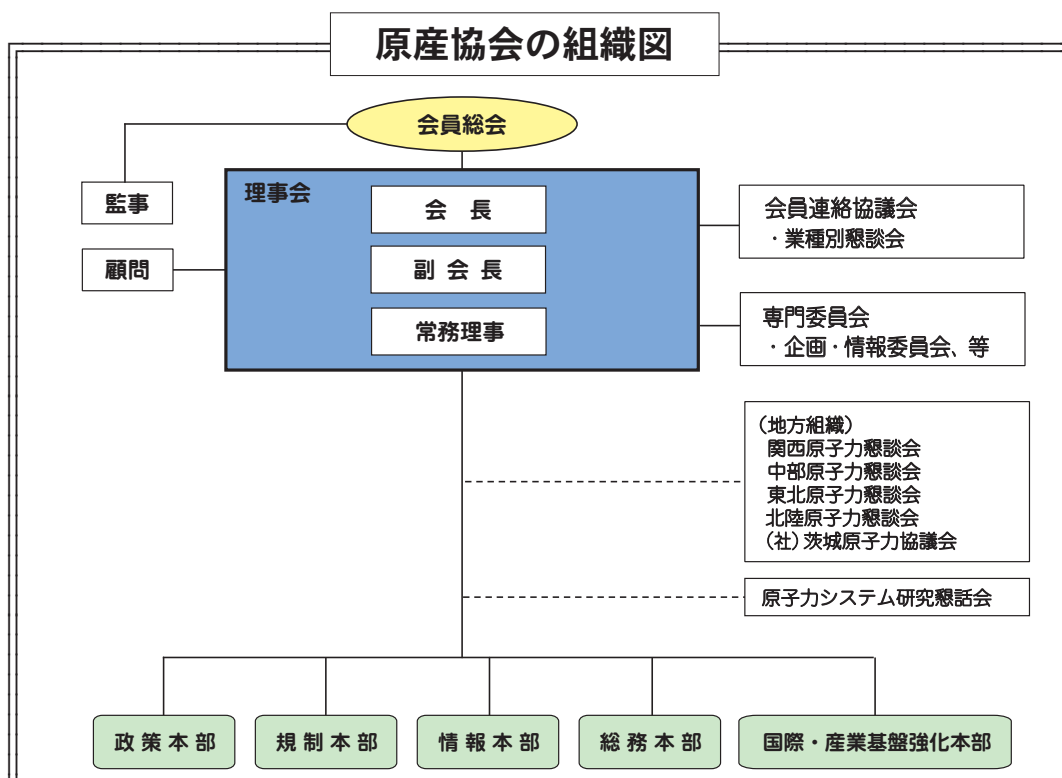 原産協会の組織図
会員総会
監事
顧問
理事会
会 長
副 会 長
常務理事
会員連絡協議会
・業種別懇談会
専門委員会
・企画・情報委員会、等
(地方組織)
関西原子力懇談会
中部原子力懇談会
東北原子力懇談会
北陸原子力懇談会
(社)茨城原子力協議会
原子力システム研究懇話会
政 策 本 部
規 制 本 部
情 報 本 部
総 務 本 部
国際・産業基盤強化本部